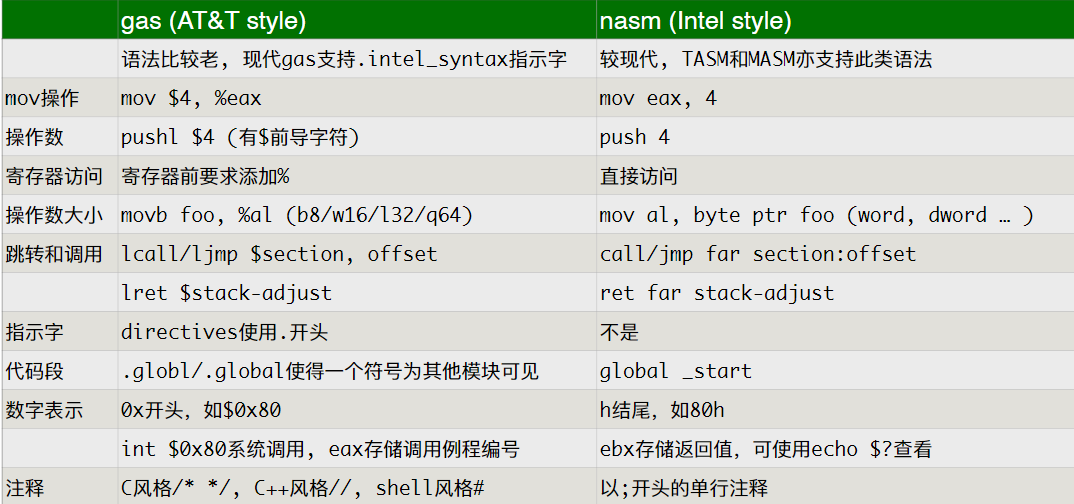 gas (AT&T style) nasm (Intel style)
语法比较老, 现代gas支持.intel_syntax指示字 较现代, TASM和MASM亦支持此类语法
mov操作 mov $4, %eax mov eax, 4
操作数 pushl $4 (有$前导字符) push 4
寄存器访问 寄存器前要求添加% 直接访问
操作数大小 movb foo, %al (b8/w16/l32/q64) mov al, byte ptr foo (word, dword … )
跳转和调用 lcall/ljmp $section, offset call/jmp far section:offset
lret $stack-adjust ret far stack-adjust
指示字 directives使用.开头 不是
代码段 .globl/.global使得一个符号为其他模块可见 global _start
数字表示 0x开头，如$0x80 h结尾，如80h
int $0x80系统调用, eax存储调用例程编号 ebx存储返回值，可使用echo $?查看
注释 C风格/* */, C++风格//, shell风格# 以;开头的单行注释